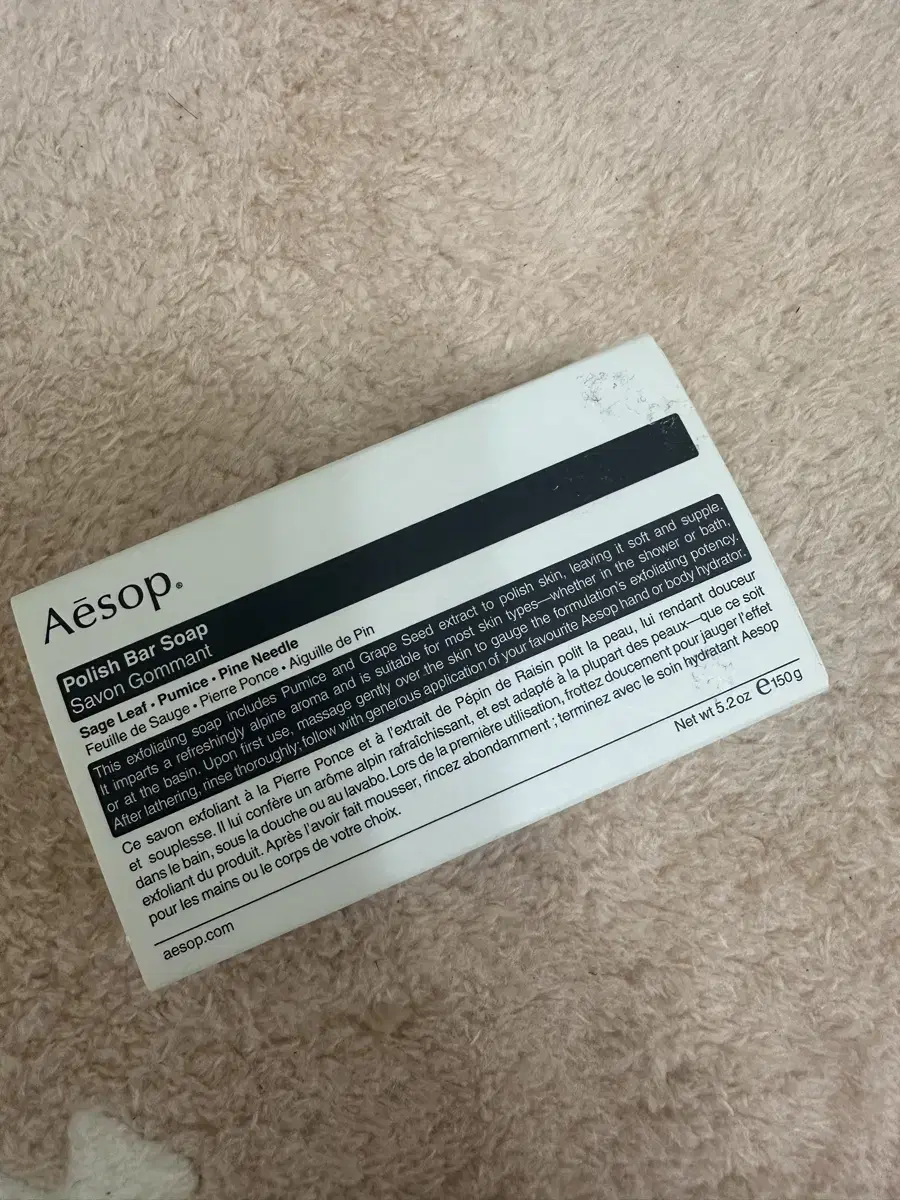 Aēsop®
Polish Bar Soap
Savon Gommant
Sage Leaf • Pumice • Pine Needle
Feuille de Sauge • Pierre Ponce • Aiguille de Pin
This exfoliating soap includes Pumice and Grape Seed extract to polish skin, leaving it soft and supple.
It imparts a refreshingly alpine aroma and is suitable for most skin types—whether in the shower or bath,
or at the basin. Upon first use, massage gently over the skin to gauge the formulation's exfoliating potency.
After lathering, rinse thoroughly; follow with generous application of your favourite Aesop hand or body hydrator.
Ce savon exfoliant à la Pierre Ponce et à l'extrait de Pépin de Raisin polit la peau, lui rendant douceur
et souplesse. Il lui confère un arôme alpin rafraîchissant, et est adapté à la plupart des peaux—que ce soit
dans le bain, sous la douche ou au lavabo. Lors de la première utilisation, frottez doucement pour jauger l'effet
exfoliant du produit. Après l'avoir fait mousser, rincez abondamment ; terminez avec le soin hydratant Aesop
pour les mains ou le corps de votre choix.
Net wt 5.2 oz ℮150 g
aesop.com